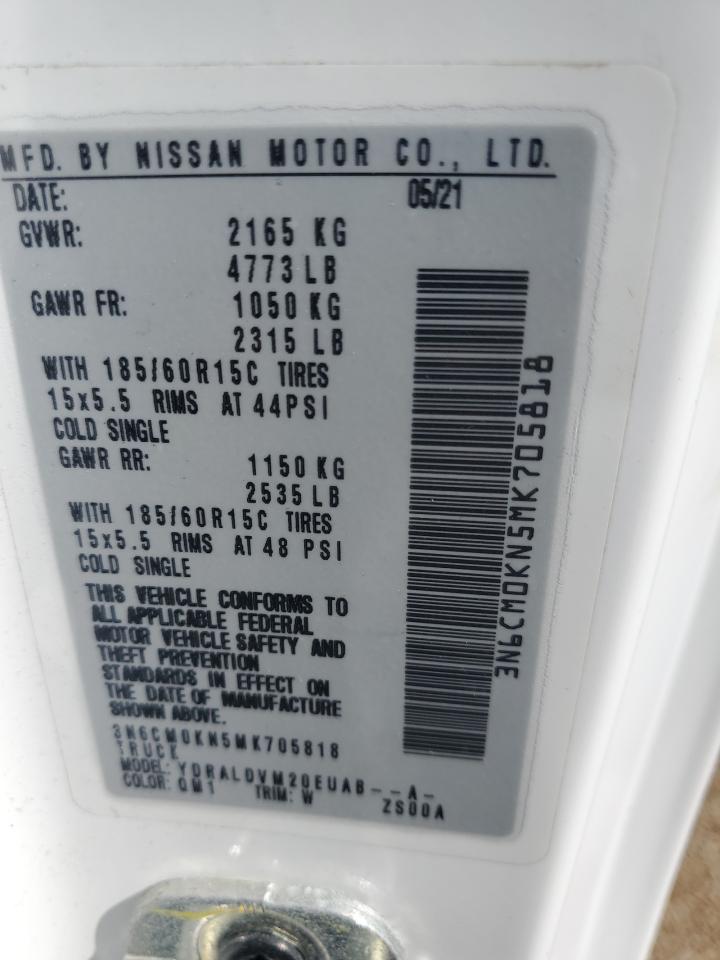 MFD. BY NISSAN MOTOR CO., LTD.
DATE: 05/21
GVWR: 2165 KG
4773 LB
GAWR FR: 1050 KG
2315 LB
WITH 185/60R15C TIRES
15x5.5 RIMS AT 44PSI
COLD SINGLE
GAWR RR: 1150 KG
2535 LB
WITH 185/60R15C TIRES
15x5.5 RIMS AT 48 PSI
COLD SINGLE
THIS VEHICLE CONFORMS TO
ALL APPLICABLE FEDERAL
MOTOR VEHICLE SAFETY AND
THEFT PREVENTION
STANDARDS IN EFFECT ON
THE DATE OF MANUFACTURE
SHOWN ABOVE.
3N6CM0KN5MK705818
TRUCK
MODEL: YDRALDVM20EUAB--A-
COLOR: QM1 TRIM: W ZS00A
3N6CM0KN5MK705818